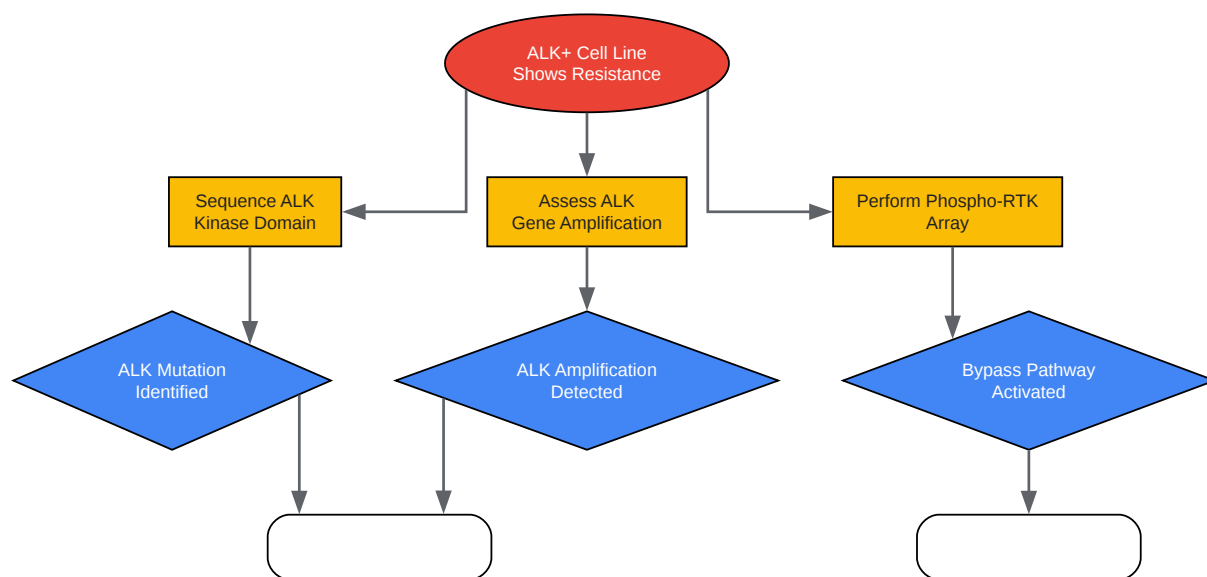 ALK+ Cell Line
Shows Resistance
Sequence ALK
Kinase Domain
Assess ALK
Gene Amplification
Perform Phospho-RTK
Array
ALK Mutation
Identified
ALK Amplification
Detected
Bypass Pathway
Activated